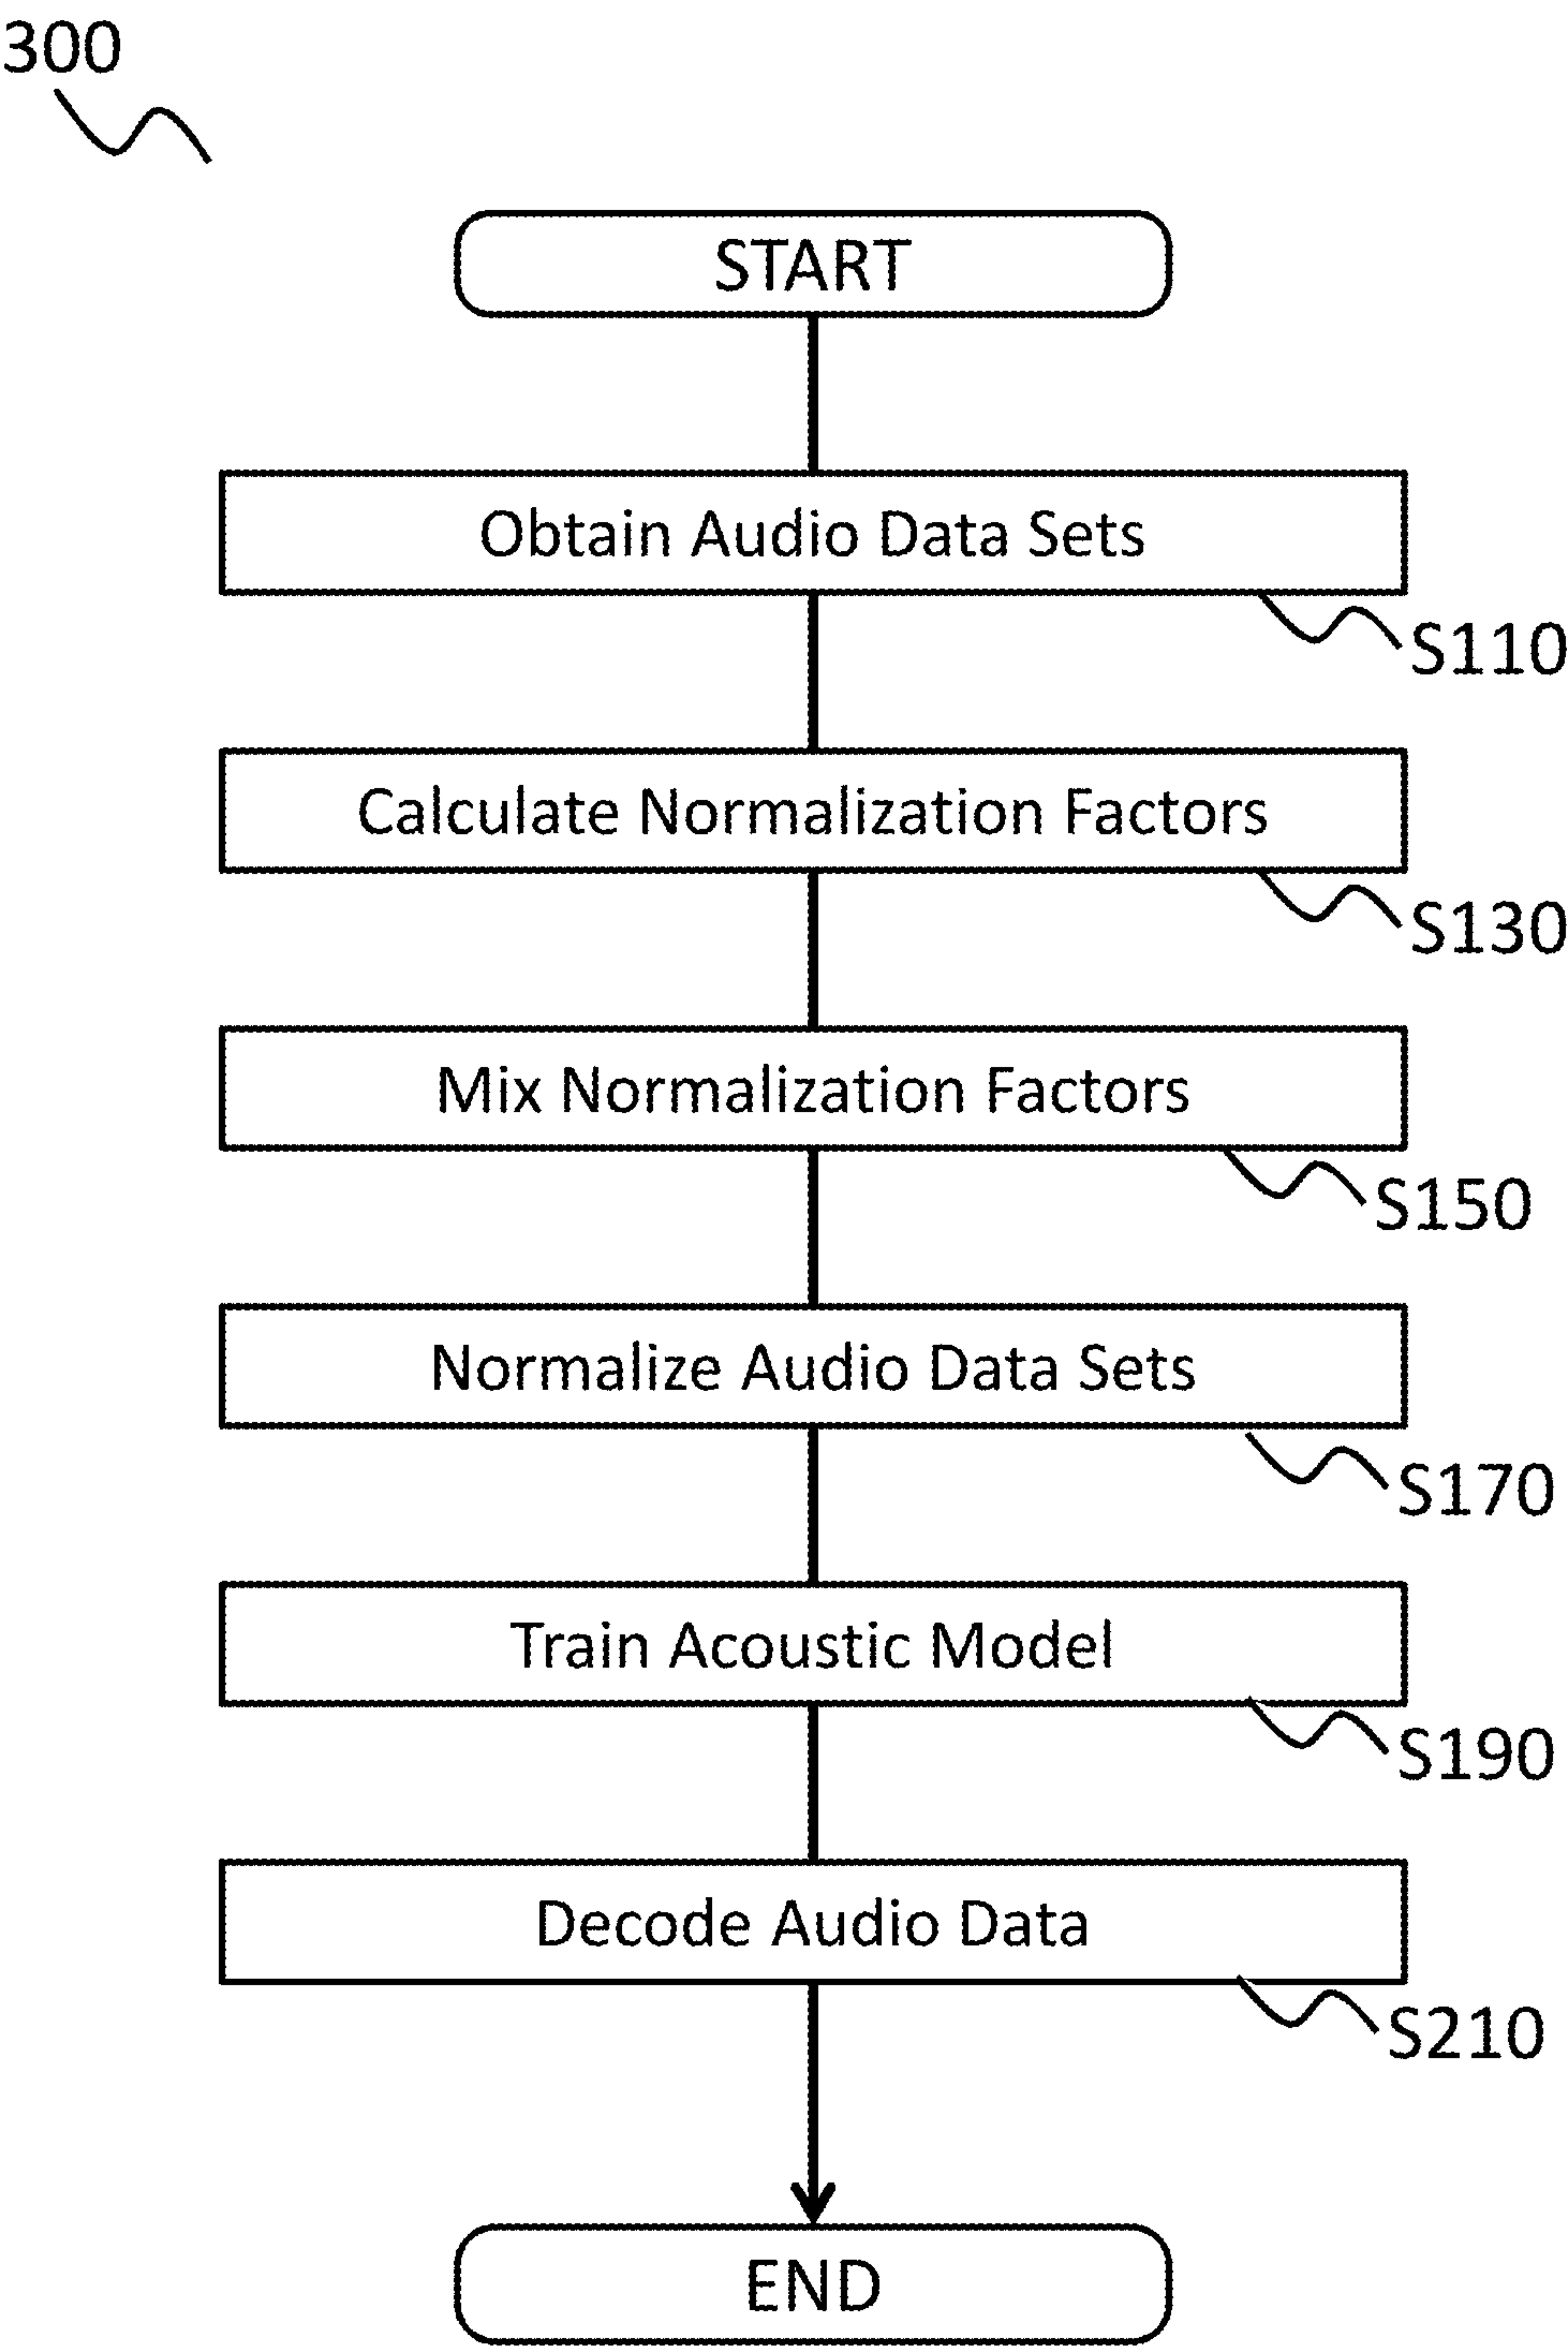 300
START
Obtain Audio Data Sets
S110
Calculate Normalization Factors
S130
Mix Normalization Factors
S150
Normalize Audio Data Sets
S170
Train Acoustic Model
S190
Decode Audio Data
S210
END